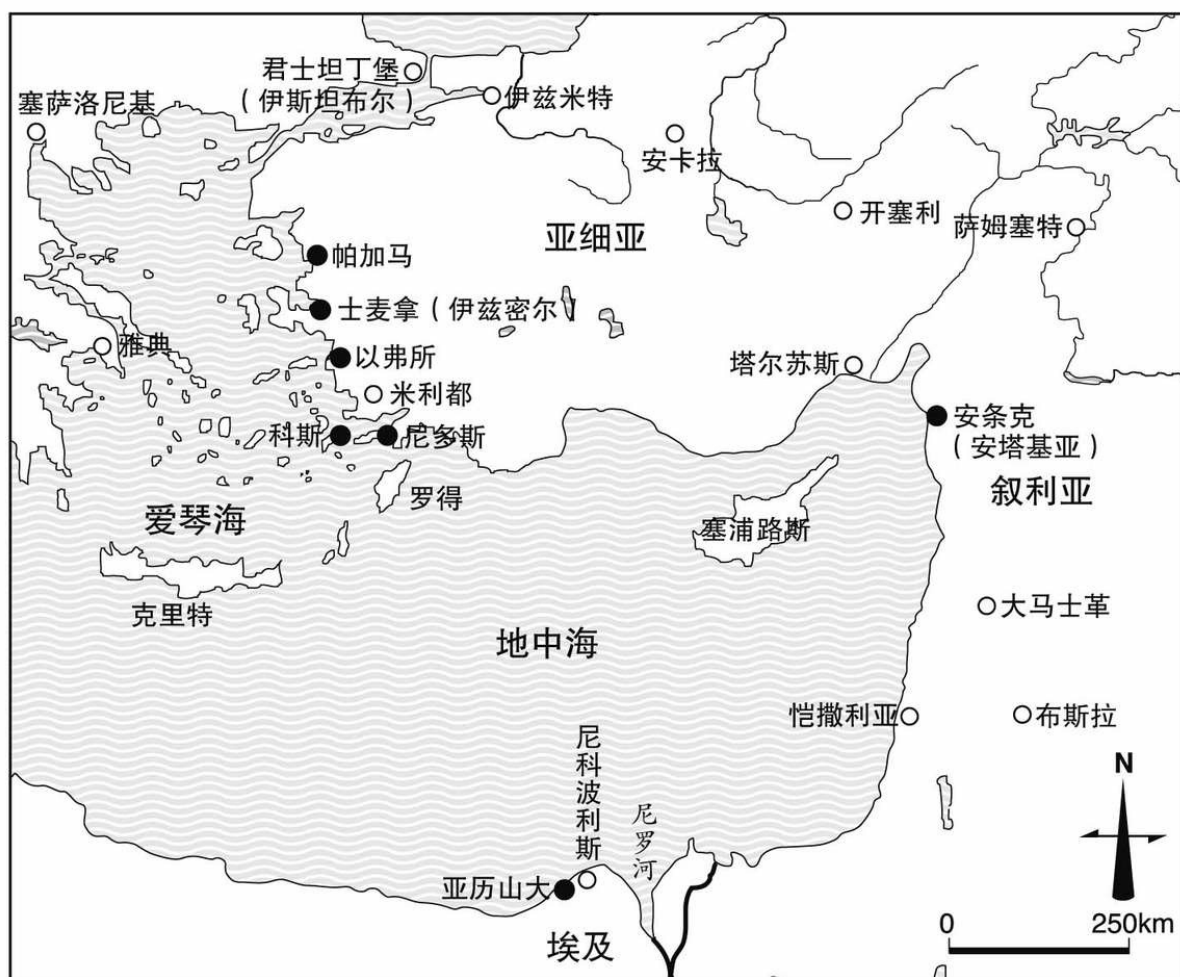 君士坦丁堡
（伊斯坦布尔）
塞萨洛尼基
伊兹米特
安卡拉
开塞利
萨姆塞特
亚细亚
帕加马
士麦拿（伊兹密尔）
雅典
以弗所
塔尔苏斯
米利都
科斯
尼多斯
安条克
（安塔基亚）
罗得
叙利亚
爱琴海
塞浦路斯
克里特
大马士革
地中海
恺撒利亚
布斯拉
尼科波利斯
尼罗河
N
亚历山大
埃及
0 250km